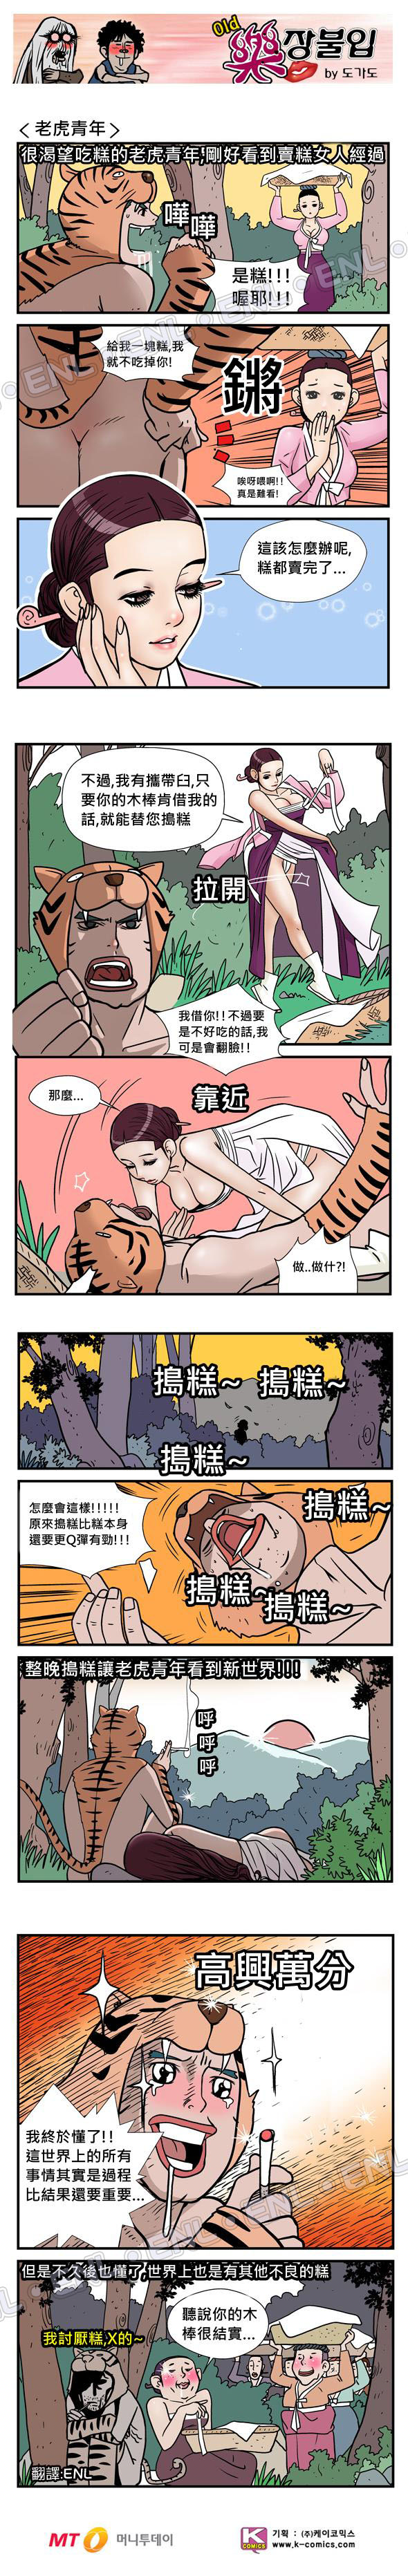 Old
樂장불입
by 도가도
< 老虎青年 >
很渴望吃糕的老虎青年,剛好看到賣糕女人經過
嘩
嘩
是糕!!!
喔耶!!!
給我一塊糕,我
就不吃掉你!
鏘
唉呀喂啊!!
真是難看!
這該怎麼辦呢,
糕都賣完了...
不過,我有攜帶臼,只
要你的木棒肯借我的
話,就能替您搗糕
拉開
我借你!!不過要
是不好吃的話,我
可是會翻臉!!
那麼...
靠近
做..做什?!
搗糕~
搗糕~
搗糕~
怎麼會這樣!!!!!
原來搗糕比糕本身
還要更Q彈有勁!!!
搗糕~
搗糕~
搗糕~
整晚搗糕讓老虎青年看到新世界!!!
呼
呼
呼
高興萬分
我終於懂了!!
這世界上的所有
事情其實是過程
比結果還要重要...
但是不久後也懂了,世界上也是有其他不良的糕
我討厭糕,X的~
聽說你的木
棒很結實...
翻譯:ENL
MT 머니투데이
K COMICS
기획 : (주)케이코믹스
www.k-comics.com